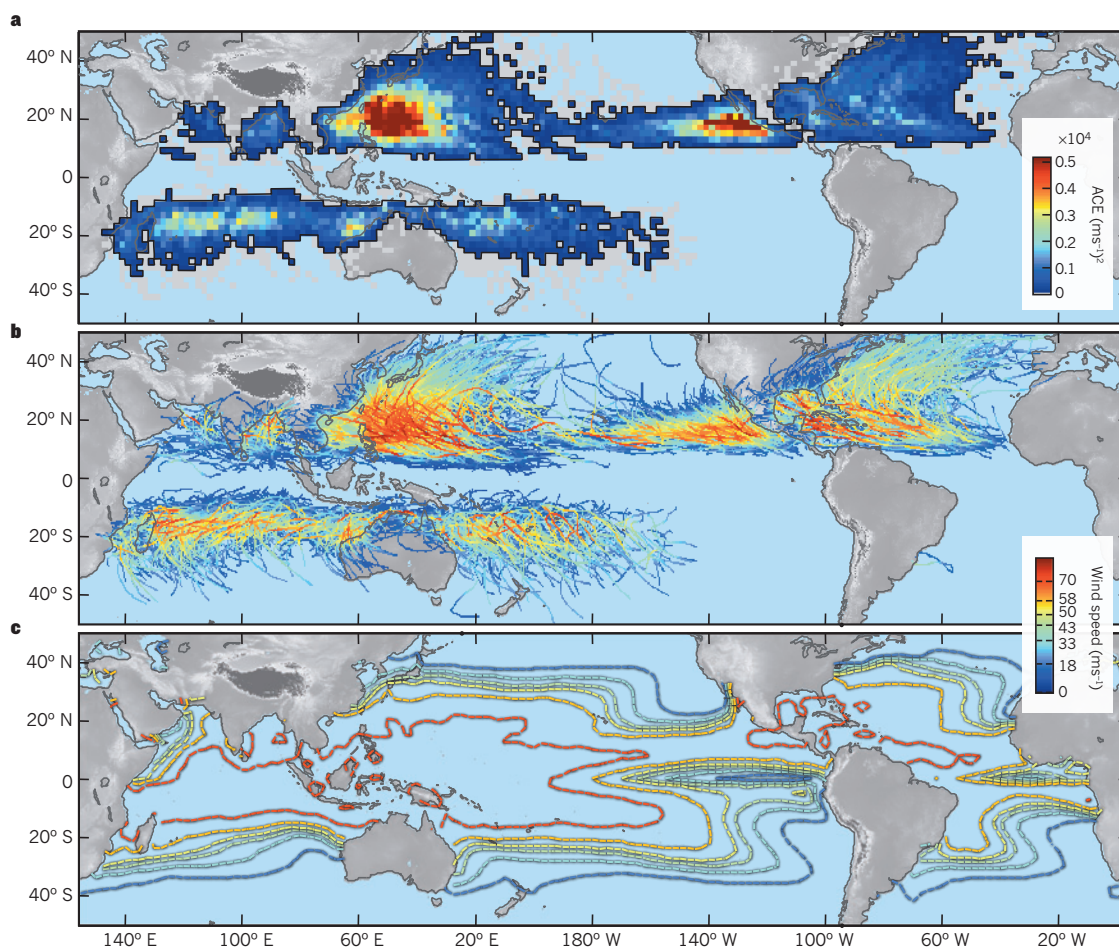 a
40° N
20° N
0
20° S
40° S
×10⁴
0.5
0.4
0.3
0.2
0.1
0
ACE (ms⁻¹)²
b
40° N
20° N
0
20° S
40° S
70
58
50
43
33
18
0
Wind speed (ms⁻¹)
c
40° N
20° N
0
20° S
40° S
140° E 100° E 60° E 20° E 180° W 140° W 100° W 60° W 20° W